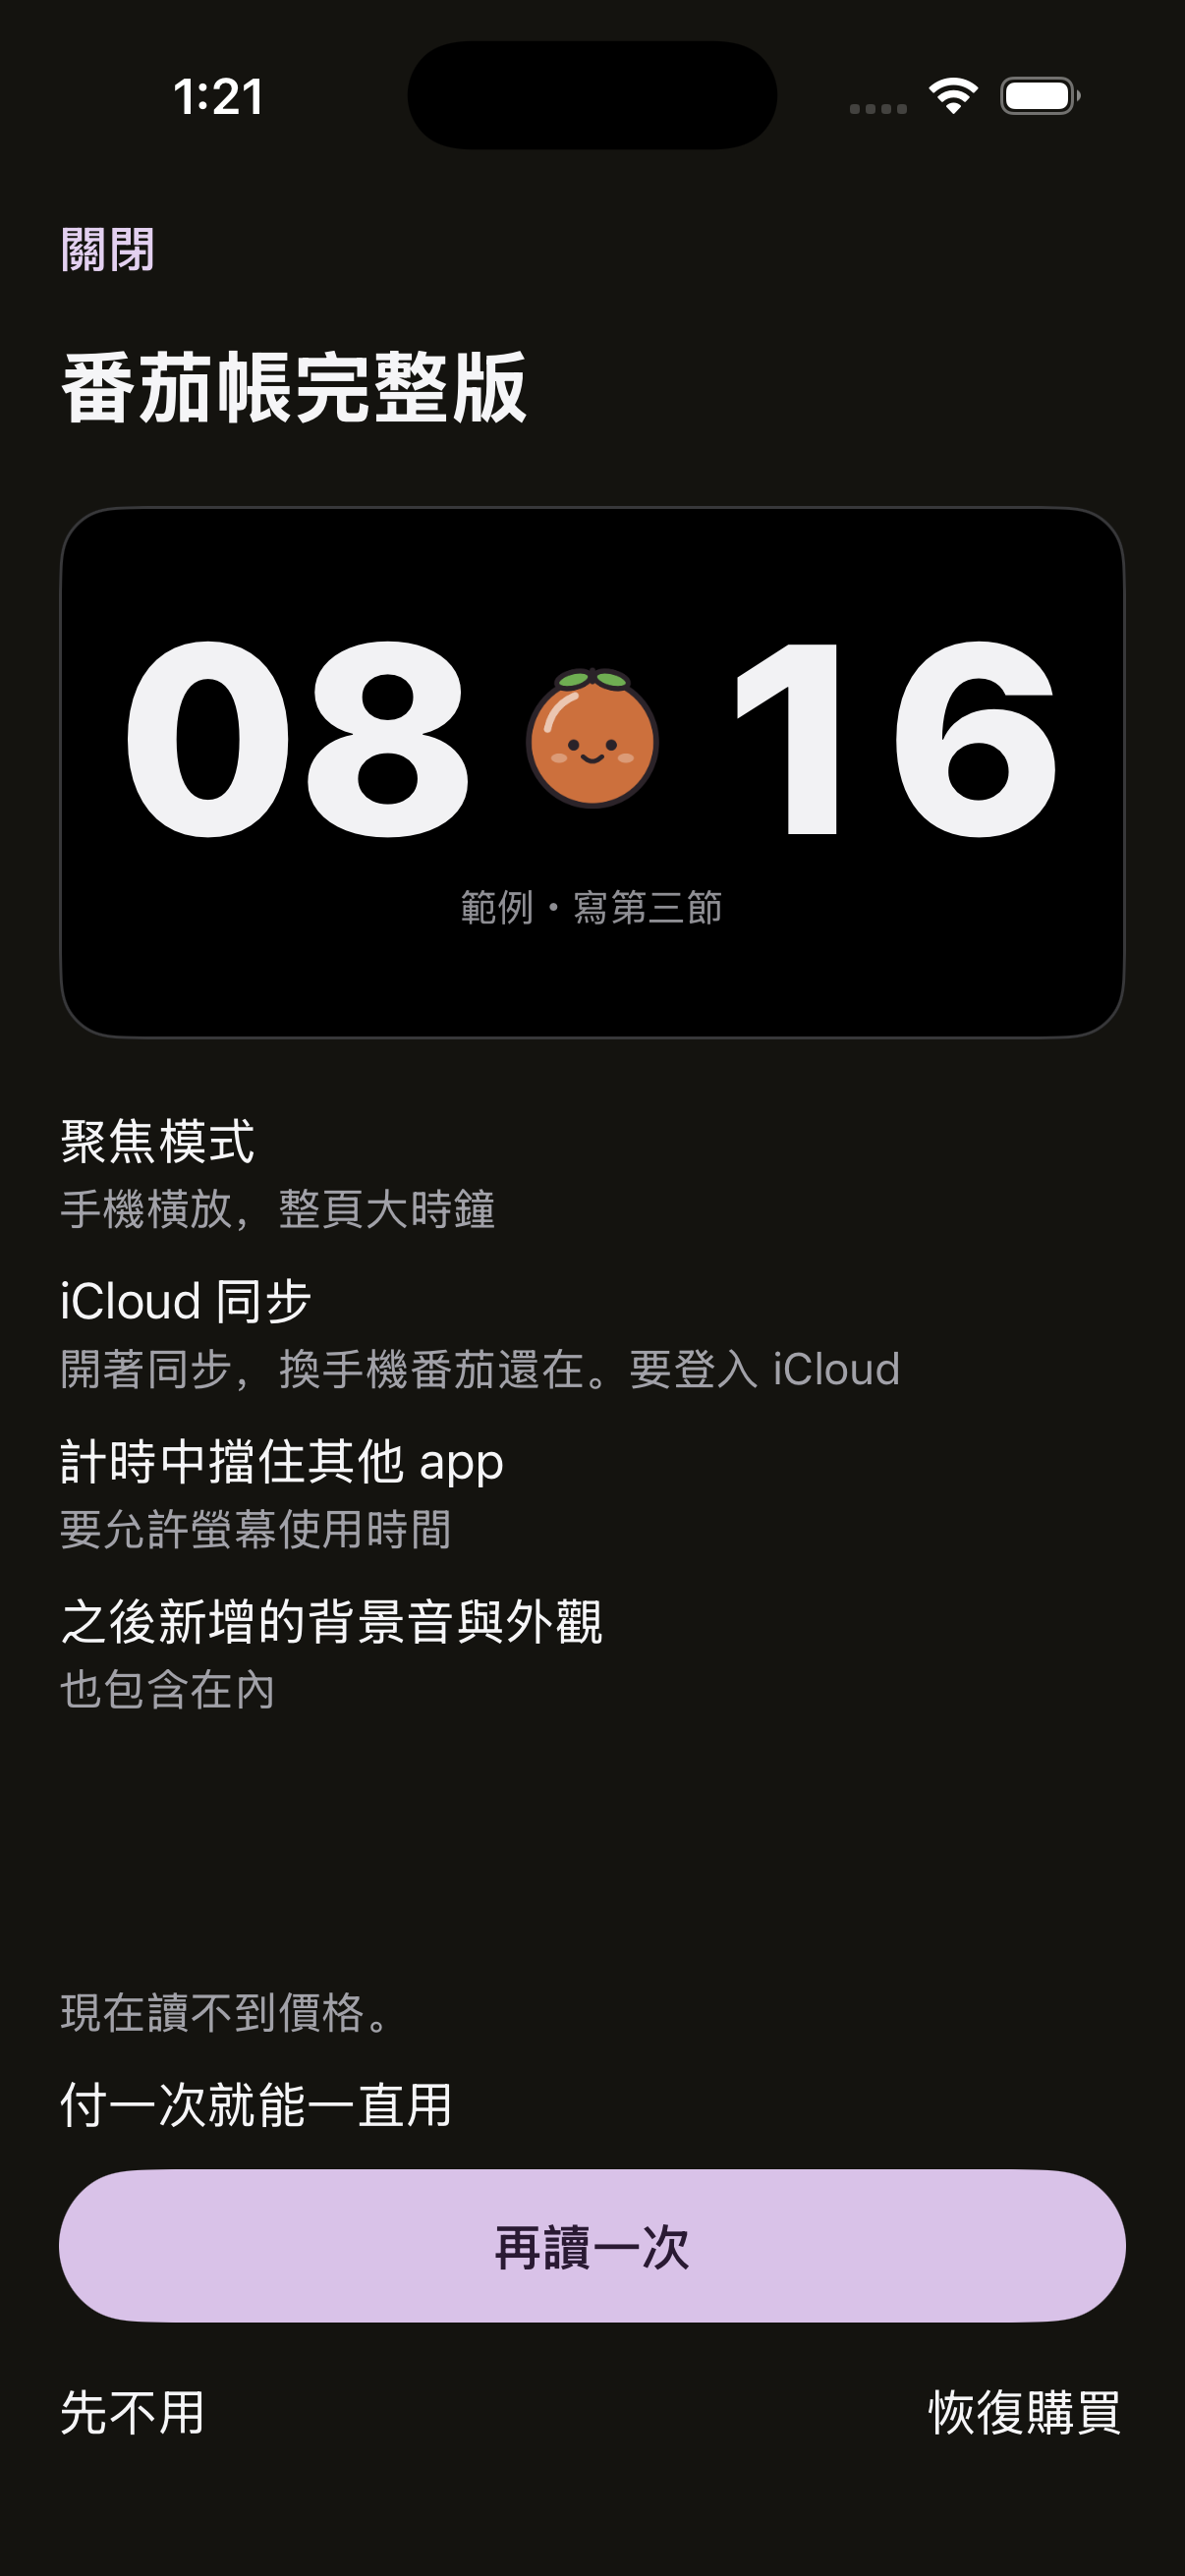 1:21
關閉
番茄帳完整版
08 16
範例・寫第三節
聚焦模式
手機橫放，整頁大時鐘
iCloud 同步
開著同步，換手機番茄還在。要登入 iCloud
計時中擋住其他 app
要允許螢幕使用時間
之後新增的背景音與外觀
也包含在內
現在讀不到價格。
付一次就能一直用
再讀一次
先不用
恢復購買